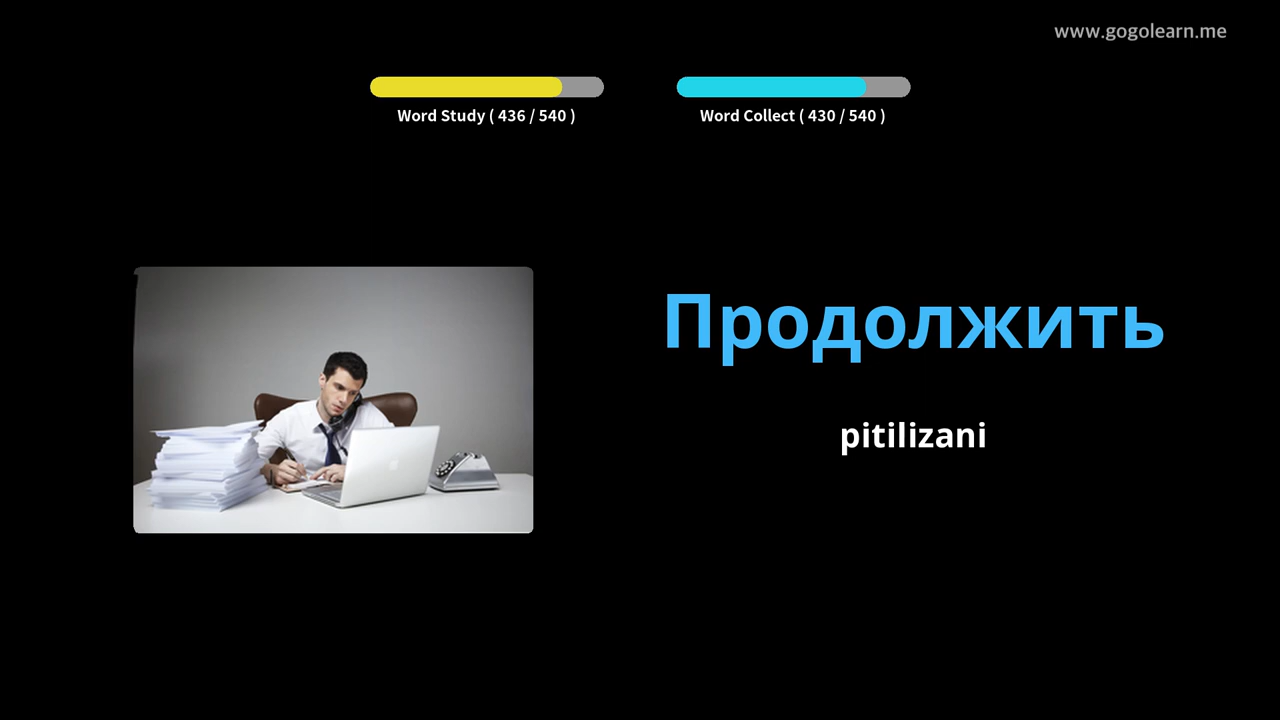 www.gogolearn.me
Word Study ( 436 / 540 )
Word Collect ( 430 / 540 )
Продолжить
pitilizani